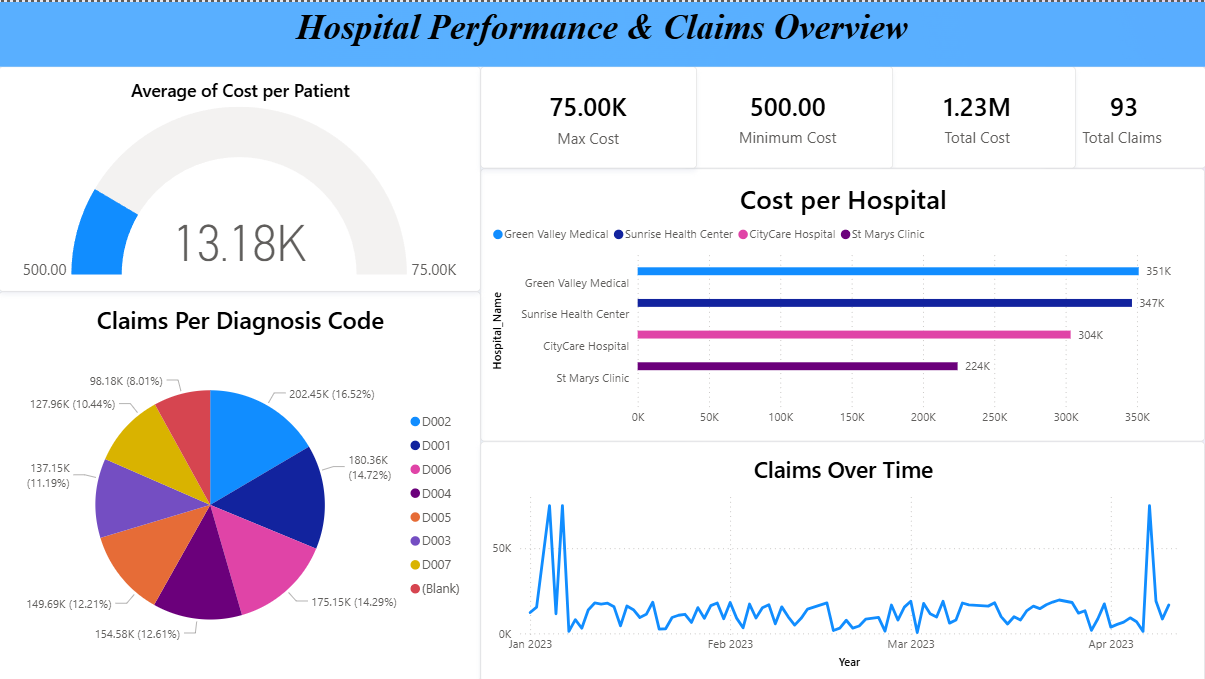 Hospital Performance & Claims Overview
Average of Cost per Patient
13.18K
500.00
75.00K
75.00K
Max Cost
500.00
Minimum Cost
1.23M
Total Cost
93
Total Claims
Cost per Hospital
Green Valley Medical Sunrise Health Center CityCare Hospital St Marys Clinic
Hospital_Name
Green Valley Medical
351K
Sunrise Health Center
347K
CityCare Hospital
304K
St Marys Clinic
224K
0K 50K 100K 150K 200K 250K 300K 350K
Claims Per Diagnosis Code
98.18K (8.01%)
202.45K (16.52%)
127.96K (10.44%)
180.36K
(14.72%)
137.15K
(11.19%)
149.69K (12.21%)
175.15K (14.29%)
154.58K (12.61%)
D002
D001
D006
D004
D005
D003
D007
(Blank)
Claims Over Time
50K
0K
Jan 2023 Feb 2023 Mar 2023 Apr 2023
Year